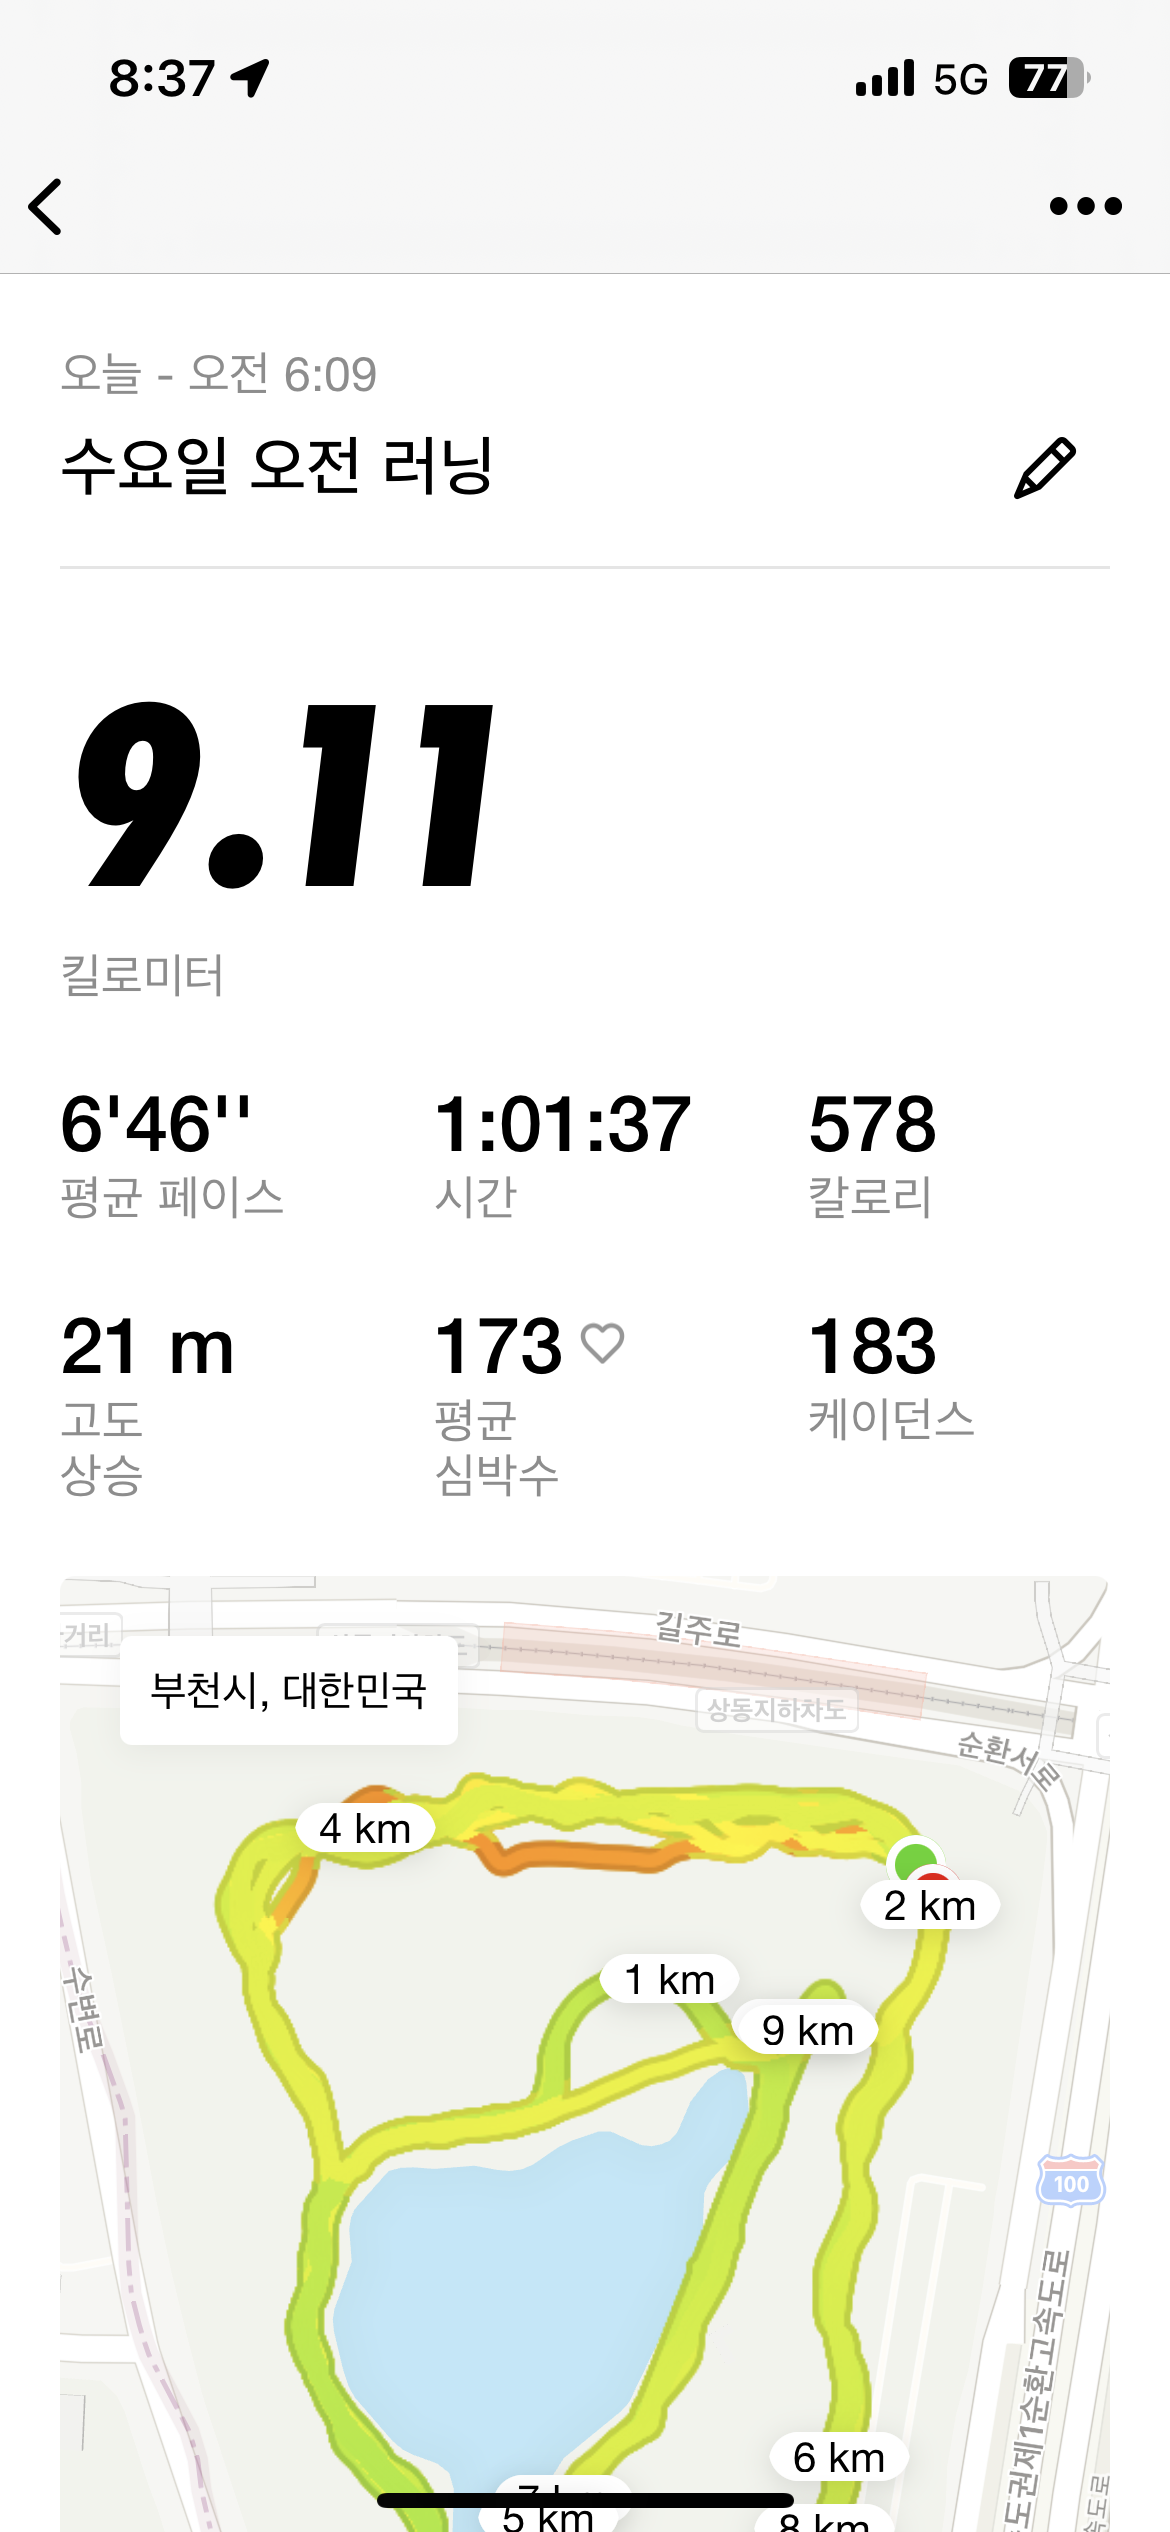 8:37
5G
77
오늘 - 오전 6:09
수요일 오전 러닝
9.11
킬로미터
6'46''
1:01:37
578
평균 페이스
시간
칼로리
21 m
173
183
고도
상승
평균
심박수
케이던스
거리
길주로
부천시, 대한민국
상동지하차도
순환서로
4 km
2 km
1 km
9 km
수변로
100
수도권제1순환고속도로
6 km
5 km
8 km